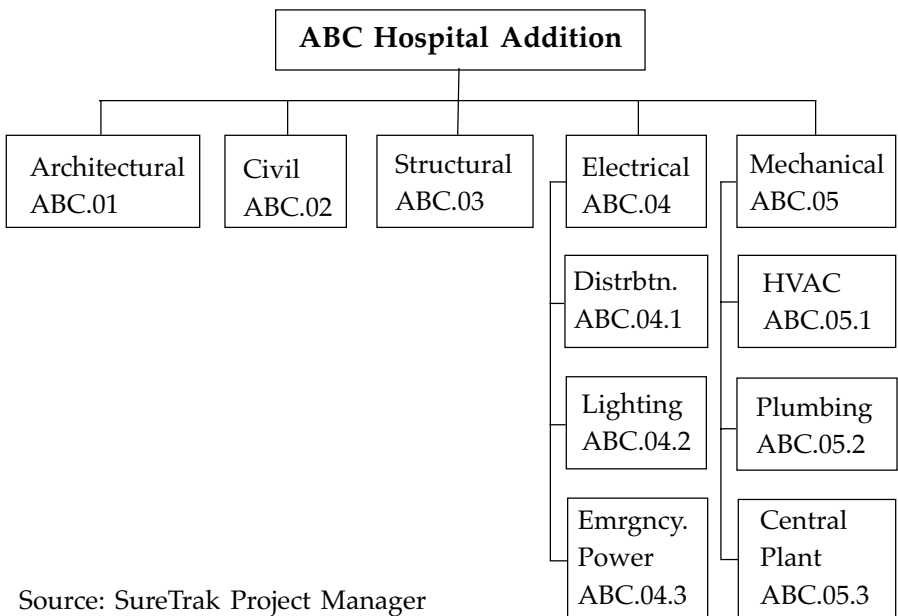 ABC Hospital Addition
Architectural
ABC.01
Civil
ABC.02
Structural
ABC.03
Electrical
ABC.04
Mechanical
ABC.05
Distrbtn.
ABC.04.1
HVAC
ABC.05.1
Lighting
ABC.04.2
Plumbing
ABC.05.2
Emrgncy.
Power
ABC.04.3
Central
Plant
ABC.05.3
Source: SureTrak Project Manager